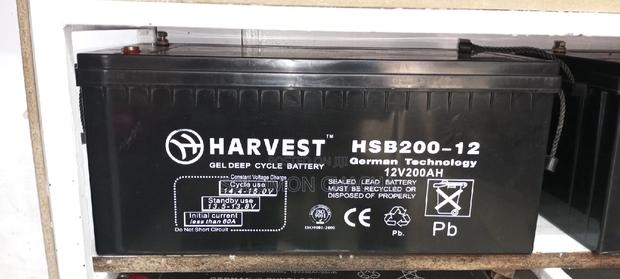 HARVEST™
GEL DEEP CYCLE BATTERY
Constant Voltage Charge
Cycle use
14.4-15.0V
Standby use
13.5-13.8V
Initial current
less than 60A
Do Not Short Circuit
HSB200-12
German Technology
12V200AH
SEALED LEAD BATTERY
MUST BE RECYCLED OR
DISPOSED OF PROPERLY.
CE
Pb.
Pb